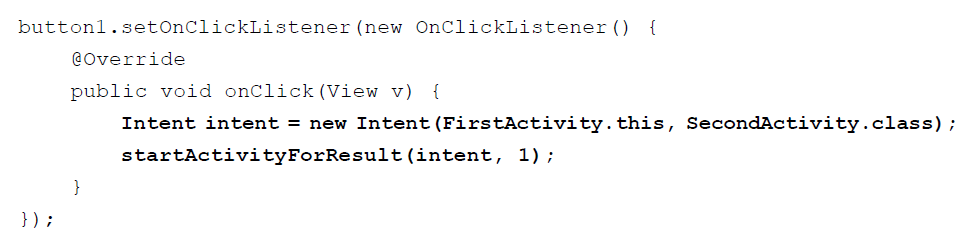 button1.setOnClickListener(new OnClickListener() {
@Override
public void onClick(View v) {
Intent intent = new Intent(FirstActivity.this, SecondActivity.class);
startActivityForResult(intent, 1);
}
});